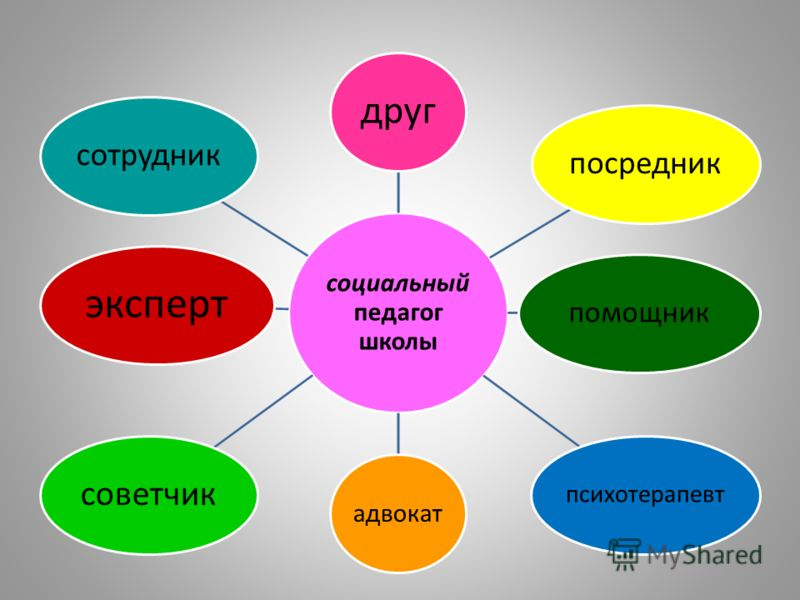 друг
сотрудник
посредник
социальный
педагог
школы
эксперт
помощник
советчик
адвокат
психотерапевт
MyShared